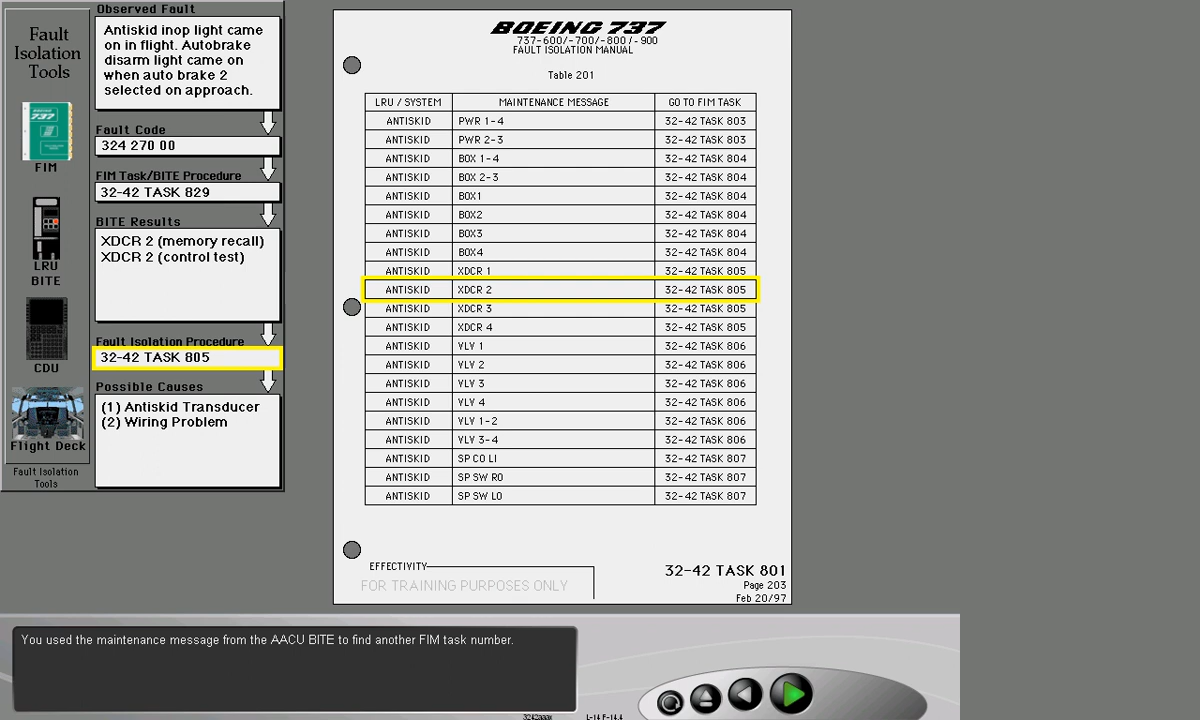 Fault
Isolation
Tools
FIM
LRU
BITE
CDU
Flight Deck
Fault Isolation
Tools
Observed Fault
Antiskid inop light came
on in flight. Autobrake
disarm light came on
when auto brake 2
selected on approach.
Fault Code
324 270 00
FIM Task/BITE Procedure
32-42 TASK 829
BITE Results
XDCR 2 (memory recall)
XDCR 2 (control test)
Fault Isolation Procedure
32-42 TASK 805
Possible Causes
(1) Antiskid Transducer
(2) Wiring Problem
BOEING 737
737-600/-700/-800/-900
FAULT ISOLATION MANUAL
Table 201
LRU / SYSTEM MAINTENANCE MESSAGE GO TO FIM TASK
ANTISKID PWR 1-4 32-42 TASK 803
ANTISKID PWR 2-3 32-42 TASK 803
ANTISKID BOX 1-4 32-42 TASK 804
ANTISKID BOX 2-3 32-42 TASK 804
ANTISKID BOX1 32-42 TASK 804
ANTISKID BOX2 32-42 TASK 804
ANTISKID BOX3 32-42 TASK 804
ANTISKID BOX4 32-42 TASK 804
ANTISKID XDCR 1 32-42 TASK 805
ANTISKID XDCR 2 32-42 TASK 805
ANTISKID XDCR 3 32-42 TASK 805
ANTISKID XDCR 4 32-42 TASK 805
ANTISKID VLV 1 32-42 TASK 806
ANTISKID VLV 2 32-42 TASK 806
ANTISKID VLV 3 32-42 TASK 806
ANTISKID VLV 4 32-42 TASK 806
ANTISKID VLV 1-2 32-42 TASK 806
ANTISKID VLV 3-4 32-42 TASK 806
ANTISKID SP CO LI 32-42 TASK 807
ANTISKID SP SW RO 32-42 TASK 807
ANTISKID SP SW LO 32-42 TASK 807
EFFECTIVITY
FOR TRAINING PURPOSES ONLY
32-42 TASK 801
Page 203
Feb 20/97
You used the maintenance message from the AACU BITE to find another FIM task number.
L-14 F-14.4